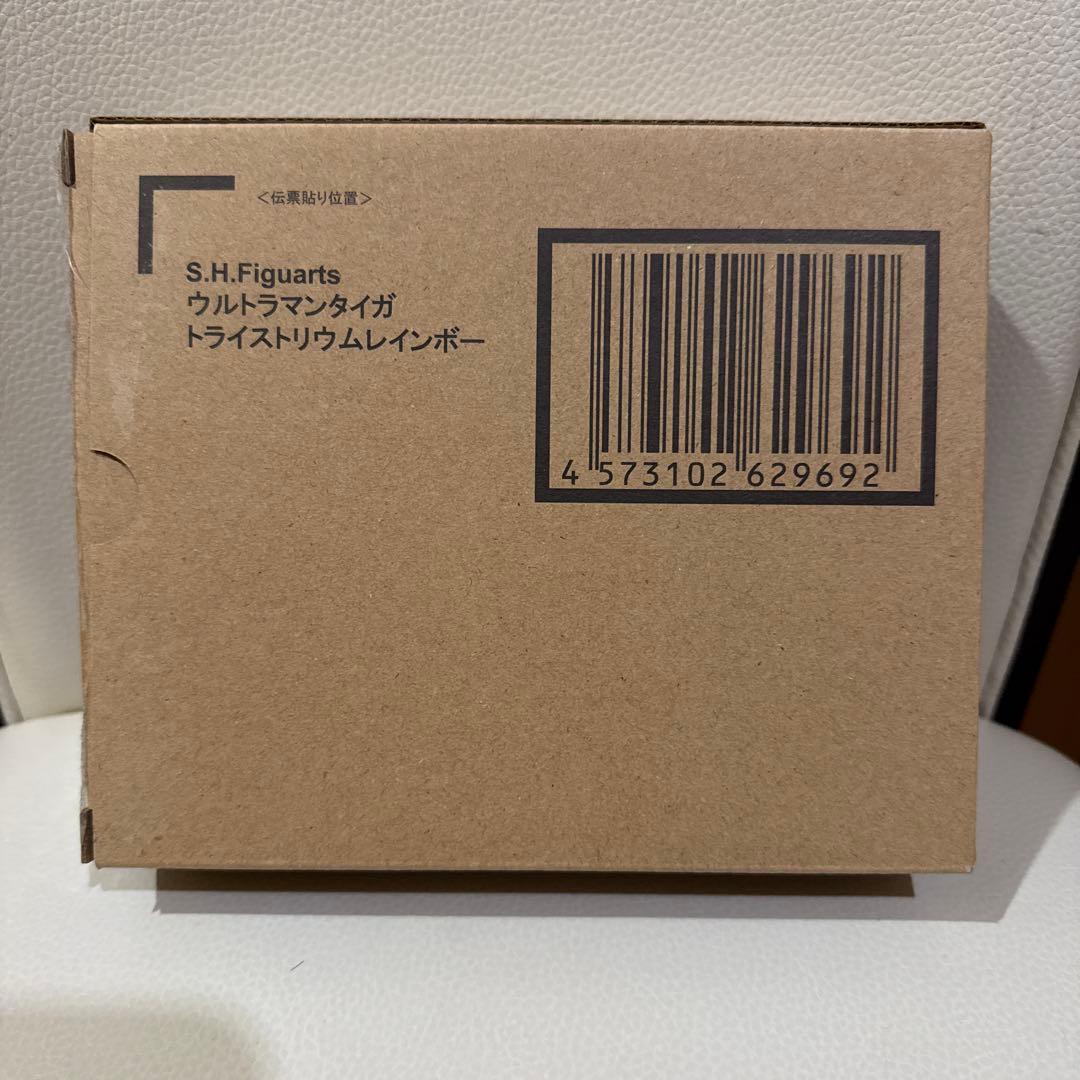 <伝票貼り位置>
S.H.Figuarts
ウルトラマンタイガ
トライストリウムレインボー
4 573102 629692